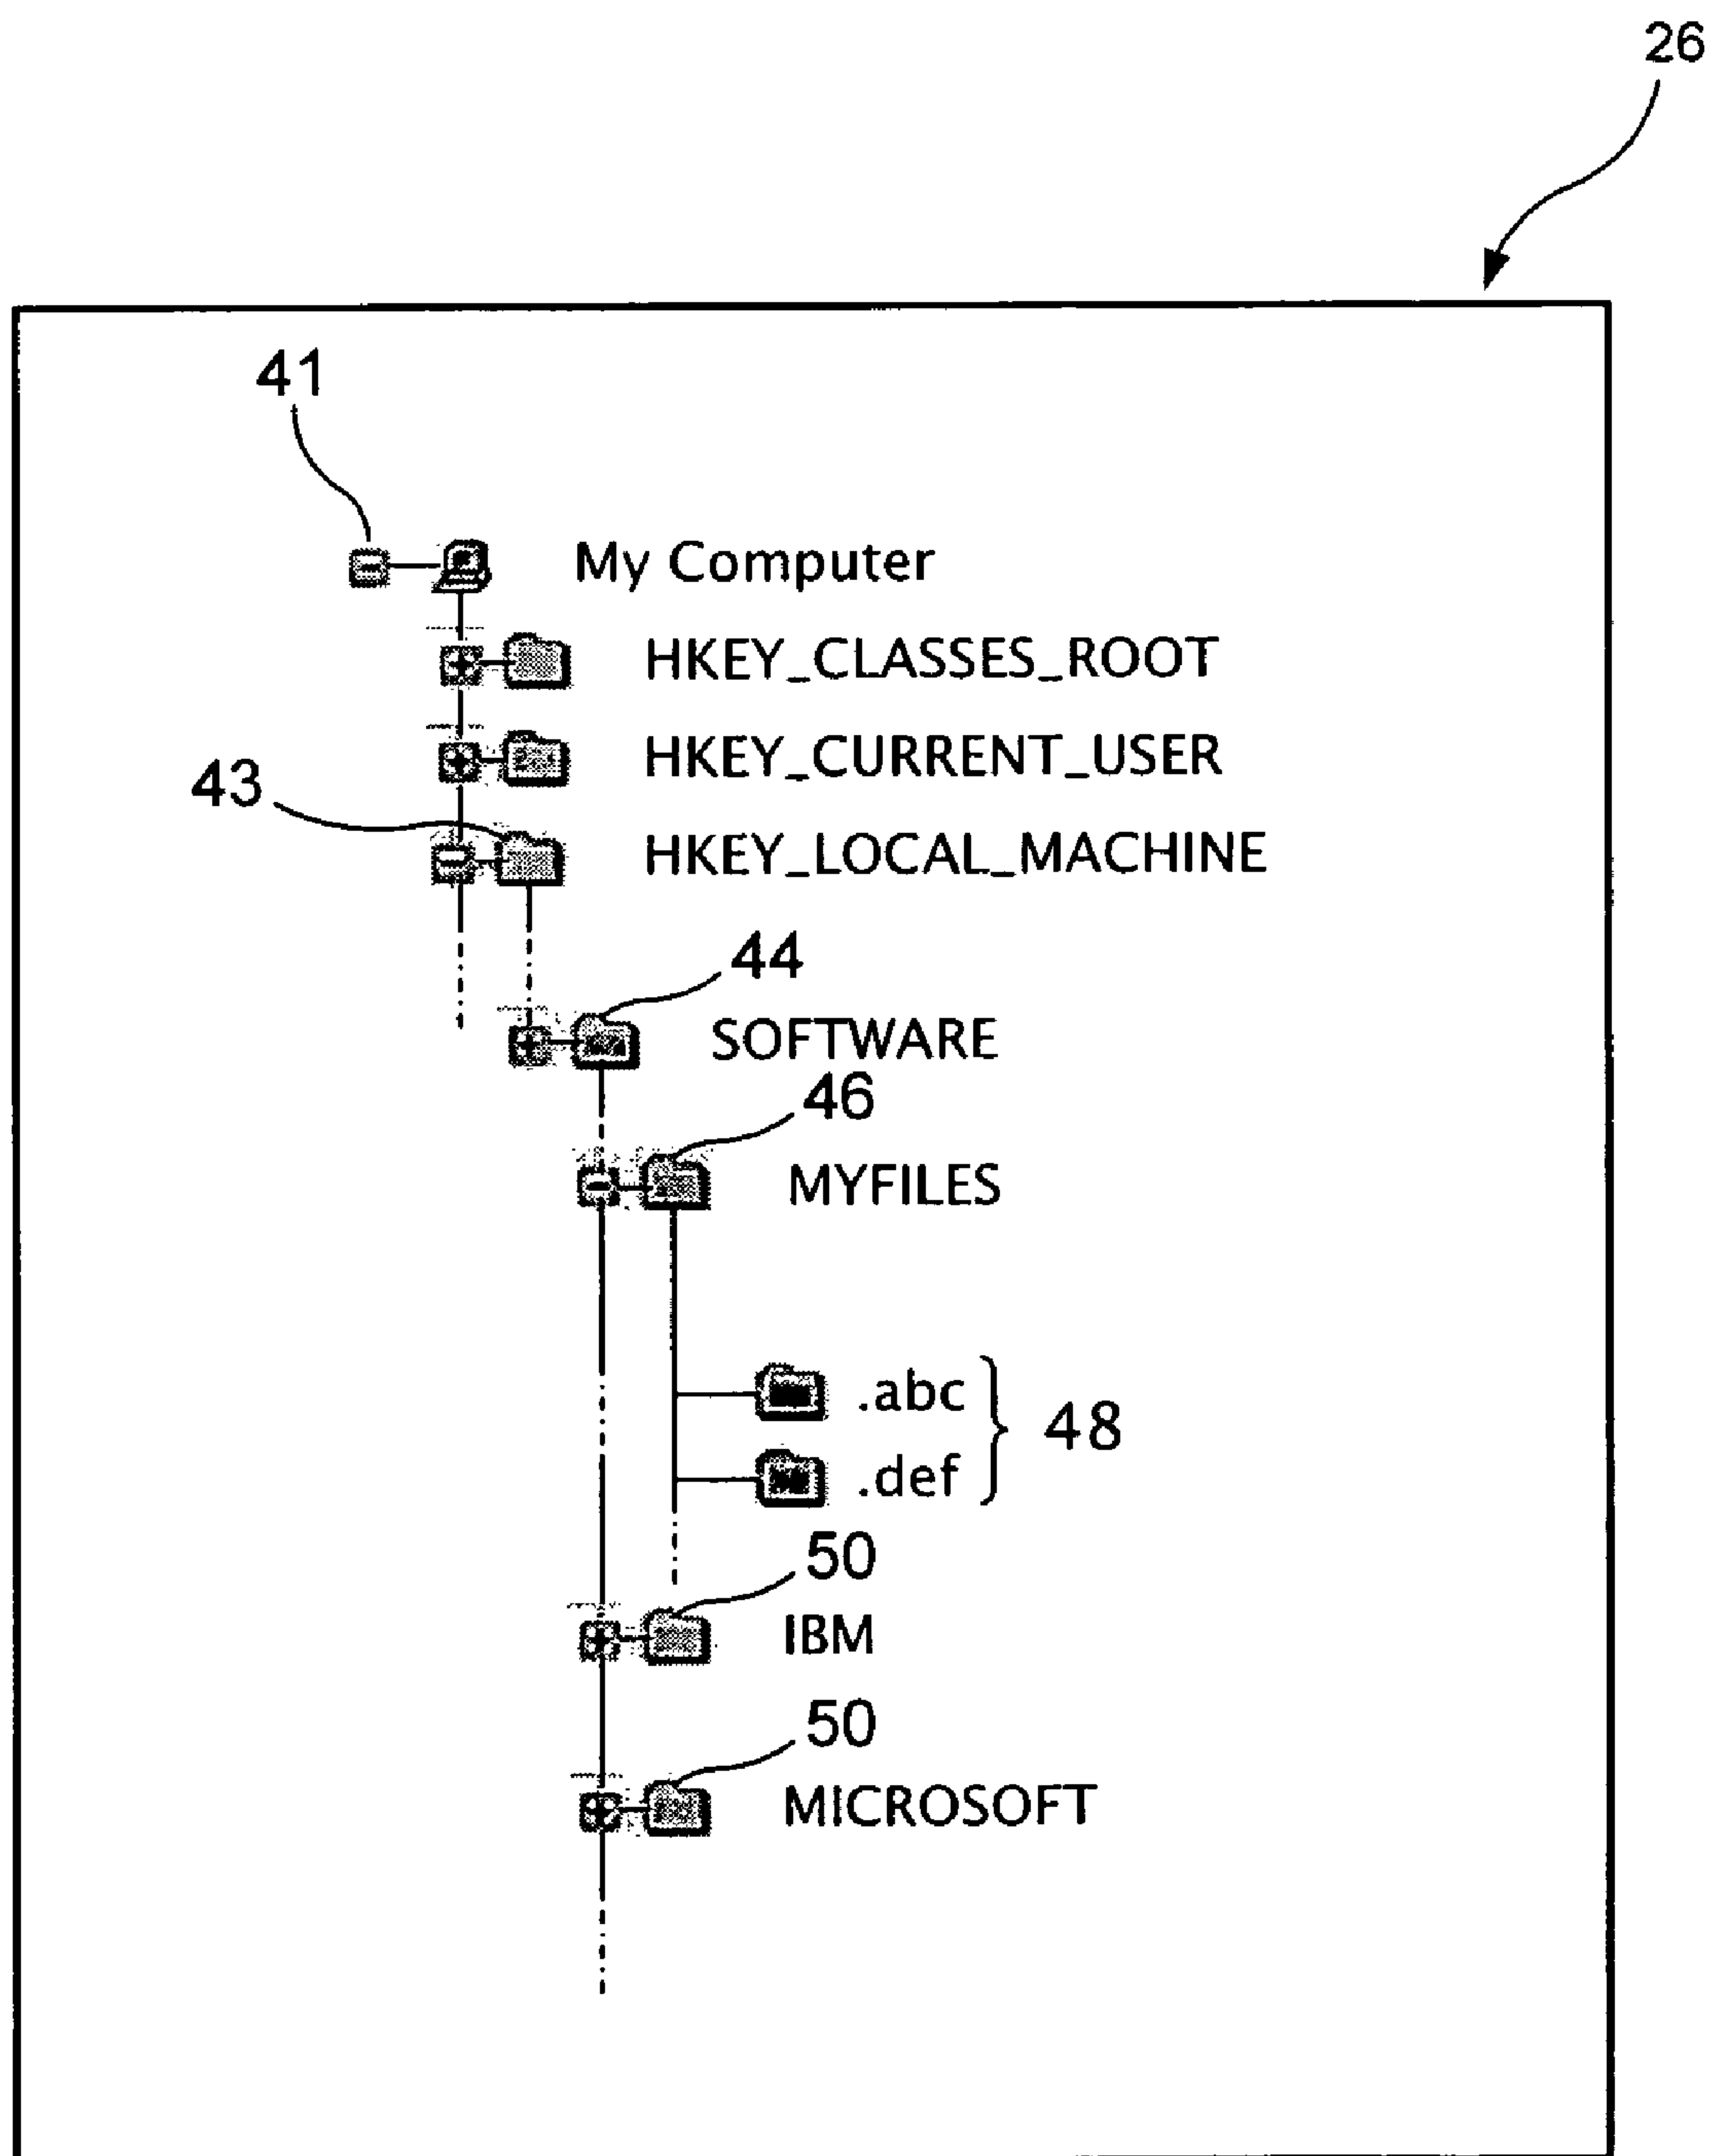 26
41
My Computer
HKEY_CLASSES_ROOT
HKEY_CURRENT_USER
43
HKEY_LOCAL_MACHINE
44
SOFTWARE
46
MYFILES
.abc
48
.def
50
IBM
50
MICROSOFT